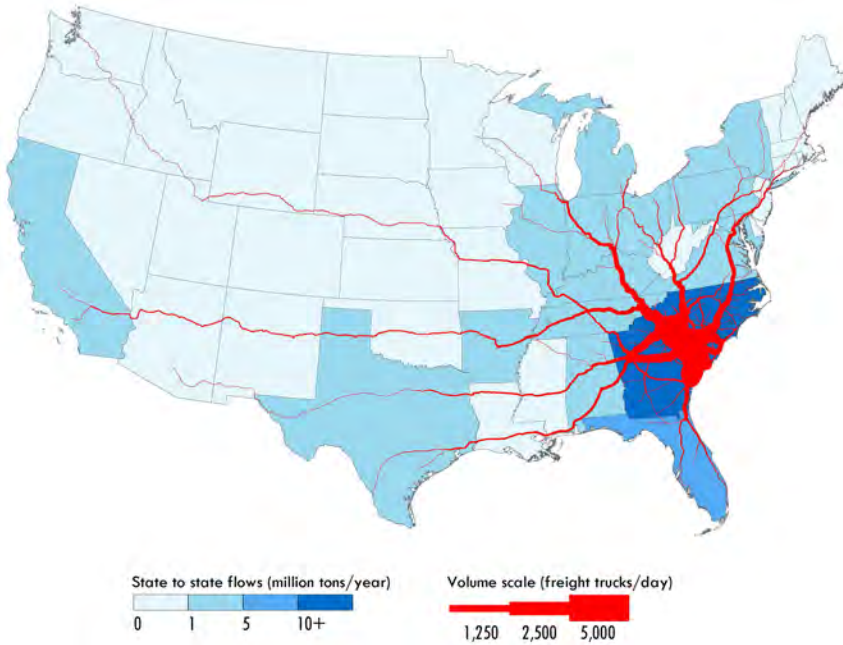 State to state flows (million tons/year)
0 1 5 10+
Volume scale (freight trucks/day)
1,250 2,500 5,000